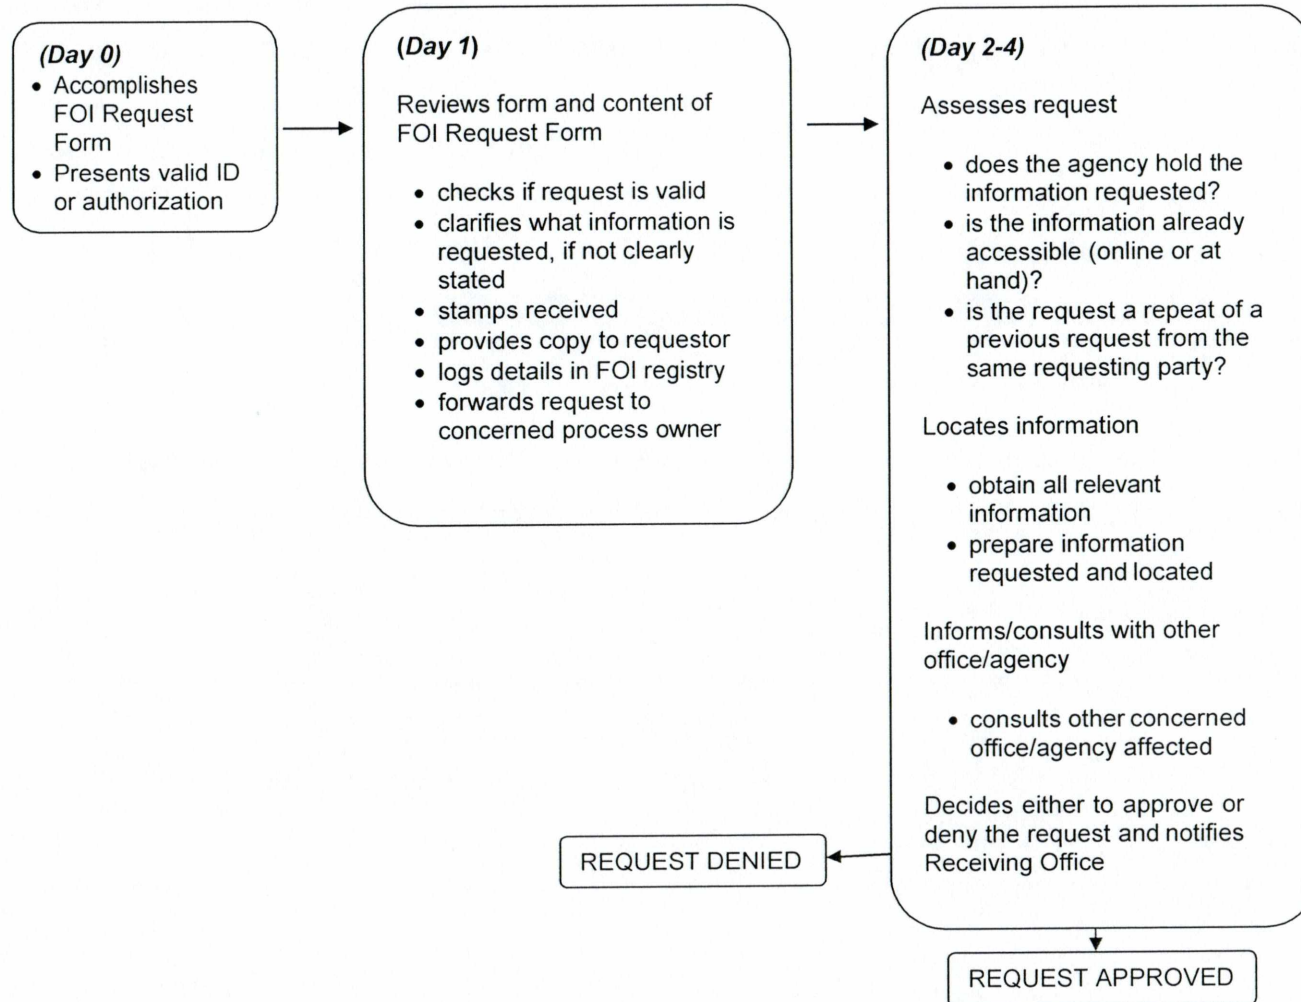 (Day 0)
• Accomplishes
FOI Request
Form
• Presents valid ID
or authorization
(Day 1)
Reviews form and content of
FOI Request Form
• checks if request is valid
• clarifies what information is
requested, if not clearly
stated
• stamps received
• provides copy to requestor
• logs details in FOI registry
• forwards request to
concerned process owner
(Day 2-4)
Assesses request
• does the agency hold the
information requested?
• is the information already
accessible (online or at
hand)?
• is the request a repeat of a
previous request from the
same requesting party?
Locates information
• obtain all relevant
information
• prepare information
requested and located
Informs/consults with other
office/agency
• consults other concerned
office/agency affected
Decides either to approve or
deny the request and notifies
Receiving Office
REQUEST DENIED
REQUEST APPROVED